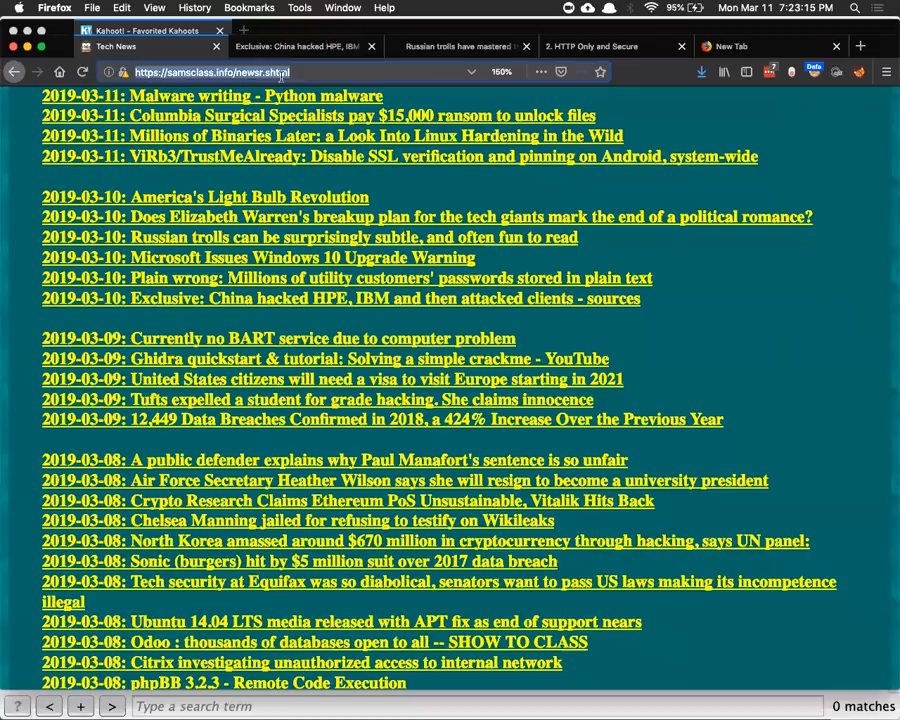 Firefox File Edit View History Bookmarks Tools Window Help 95% Mon Mar 11 7:23:15 PM
Kahoot! - Favorited Kahoots
Tech News Exclusive: China hacked HPE, IBM Russian trolls have mastered t 2. HTTP Only and Secure New Tab
https://samsclass.info/newsr.shtml 150% 7 Defa
2019-03-11: Malware writing - Python malware
2019-03-11: Columbia Surgical Specialists pay $15,000 ransom to unlock files
2019-03-11: Millions of Binaries Later: a Look Into Linux Hardening in the Wild
2019-03-11: ViRb3/TrustMeAlready: Disable SSL verification and pinning on Android, system-wide
2019-03-10: America's Light Bulb Revolution
2019-03-10: Does Elizabeth Warren's breakup plan for the tech giants mark the end of a political romance?
2019-03-10: Russian trolls can be surprisingly subtle, and often fun to read
2019-03-10: Microsoft Issues Windows 10 Upgrade Warning
2019-03-10: Plain wrong: Millions of utility customers' passwords stored in plain text
2019-03-10: Exclusive: China hacked HPE, IBM and then attacked clients - sources
2019-03-09: Currently no BART service due to computer problem
2019-03-09: Ghidra quickstart & tutorial: Solving a simple crackme - YouTube
2019-03-09: United States citizens will need a visa to visit Europe starting in 2021
2019-03-09: Tufts expelled a student for grade hacking. She claims innocence
2019-03-09: 12,449 Data Breaches Confirmed in 2018, a 424% Increase Over the Previous Year
2019-03-08: A public defender explains why Paul Manafort's sentence is so unfair
2019-03-08: Air Force Secretary Heather Wilson says she will resign to become a university president
2019-03-08: Crypto Research Claims Ethereum PoS Unsustainable, Vitalik Hits Back
2019-03-08: Chelsea Manning jailed for refusing to testify on Wikileaks
2019-03-08: North Korea amassed around $670 million in cryptocurrency through hacking, says UN panel:
2019-03-08: Sonic (burgers) hit by $5 million suit over 2017 data breach
2019-03-08: Tech security at Equifax was so diabolical, senators want to pass US laws making its incompetence
illegal
2019-03-08: Ubuntu 14.04 LTS media released with APT fix as end of support nears
2019-03-08: Odoo : thousands of databases open to all -- SHOW TO CLASS
2019-03-08: Citrix investigating unauthorized access to internal network
2019-03-08: phpBB 3.2.3 - Remote Code Execution
? < + > Type a search term 0 matches